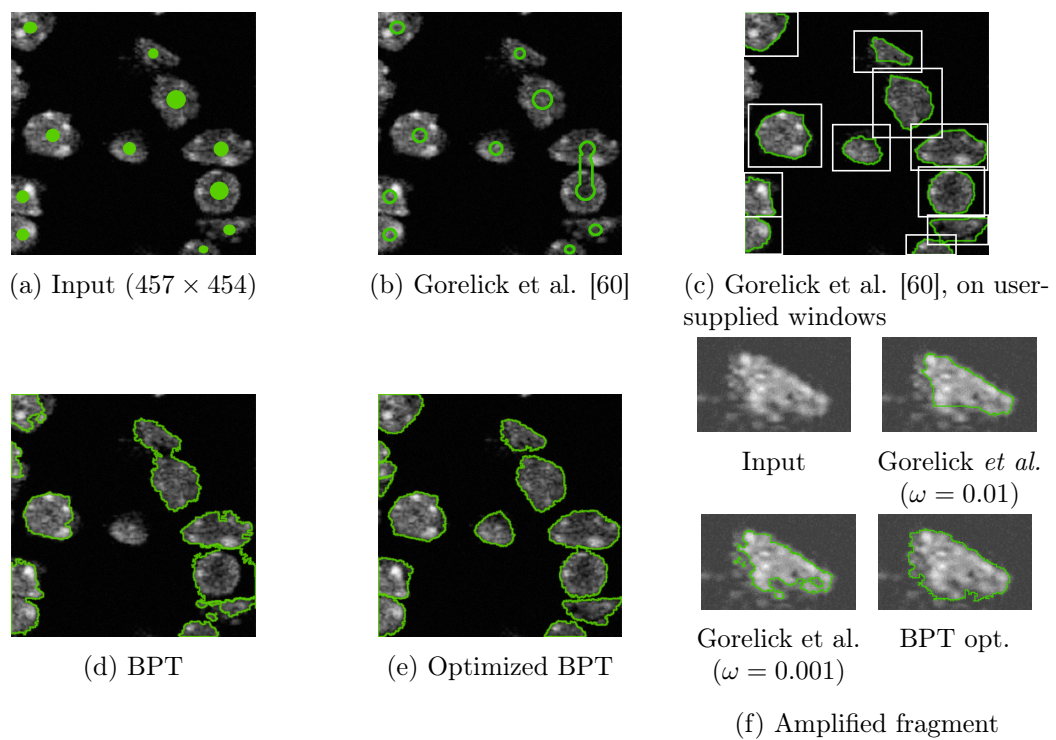 (a) Input (457 × 454)
(b) Gorelick et al. [60]
(c) Gorelick et al. [60], on user-
supplied windows
Input
Gorelick et al.
(ω = 0.01)
Gorelick et al.
(ω = 0.001)
BPT opt.
(d) BPT
(e) Optimized BPT
(f) Amplified fragment